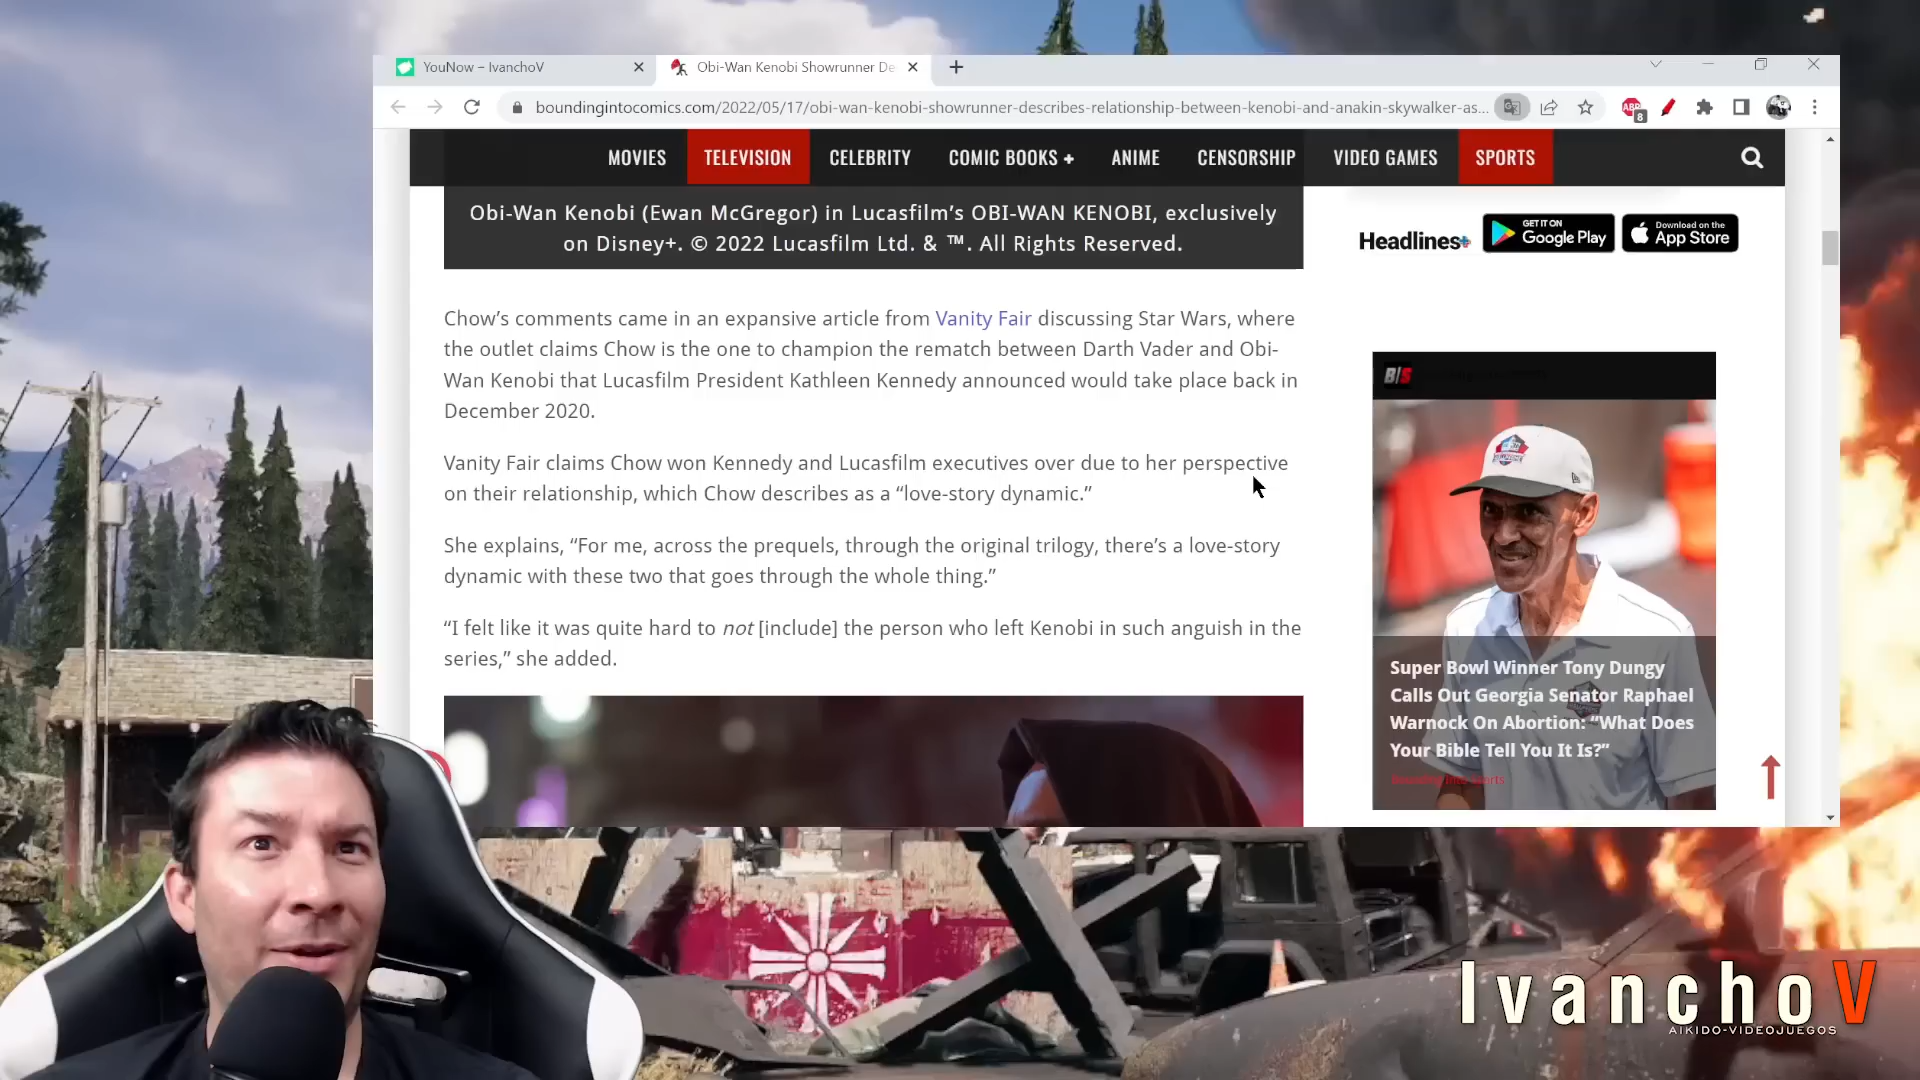 YouNow – IvanchoV
Obi-Wan Kenobi Showrunner De
boundingintocomics.com/2022/05/17/obi-wan-kenobi-showrunner-describes-relationship-between-kenobi-and-anakin-skywalker-as...
ABP
8
MOVIES TELEVISION CELEBRITY COMIC BOOKS + ANIME CENSORSHIP VIDEO GAMES SPORTS
Obi-Wan Kenobi (Ewan McGregor) in Lucasfilm’s OBI-WAN KENOBI, exclusively
on Disney+. © 2022 Lucasfilm Ltd. & ™. All Rights Reserved.
Headlines+
GET IT ON
Google Play
Download on the
App Store
Chow’s comments came in an expansive article from Vanity Fair discussing Star Wars, where
the outlet claims Chow is the one to champion the rematch between Darth Vader and Obi-
Wan Kenobi that Lucasfilm President Kathleen Kennedy announced would take place back in
December 2020.
Vanity Fair claims Chow won Kennedy and Lucasfilm executives over due to her perspective
on their relationship, which Chow describes as a “love-story dynamic.”
She explains, “For me, across the prequels, through the original trilogy, there’s a love-story
dynamic with these two that goes through the whole thing.”
“I felt like it was quite hard to not [include] the person who left Kenobi in such anguish in the
series,” she added.
B/S
Super Bowl Winner Tony Dungy
Calls Out Georgia Senator Raphael
Warnock On Abortion: “What Does
Your Bible Tell You It Is?”
IvanchoV
AIKIDO-VIDEOJUEGOS